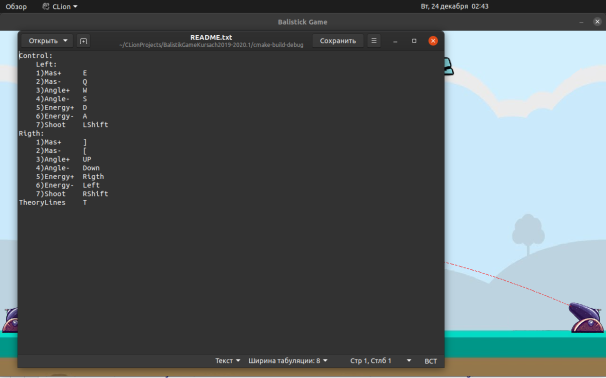 Обзор CLion Вт, 24 декабря 02:43
Balistick Game
Открыть README.txt Сохранить
~/CLionProjects/BalistikGameKursach2019-2020.1/cmake-build-debug
Control:
Left:
1)Mas+ E
2)Mas- Q
3)Angle+ W
4)Angle- S
5)Energy+ D
6)Energy- A
7)Shoot LShift
Rigth:
1)Mas+ ]
2)Mas- [
3)Angle+ UP
4)Angle- Down
5)Energy+ Rigth
6)Energy- Left
7)Shoot RShift
TheoryLines T
Текст Ширина табуляции: 8 Стр 1, Стлб 1 ВСТ